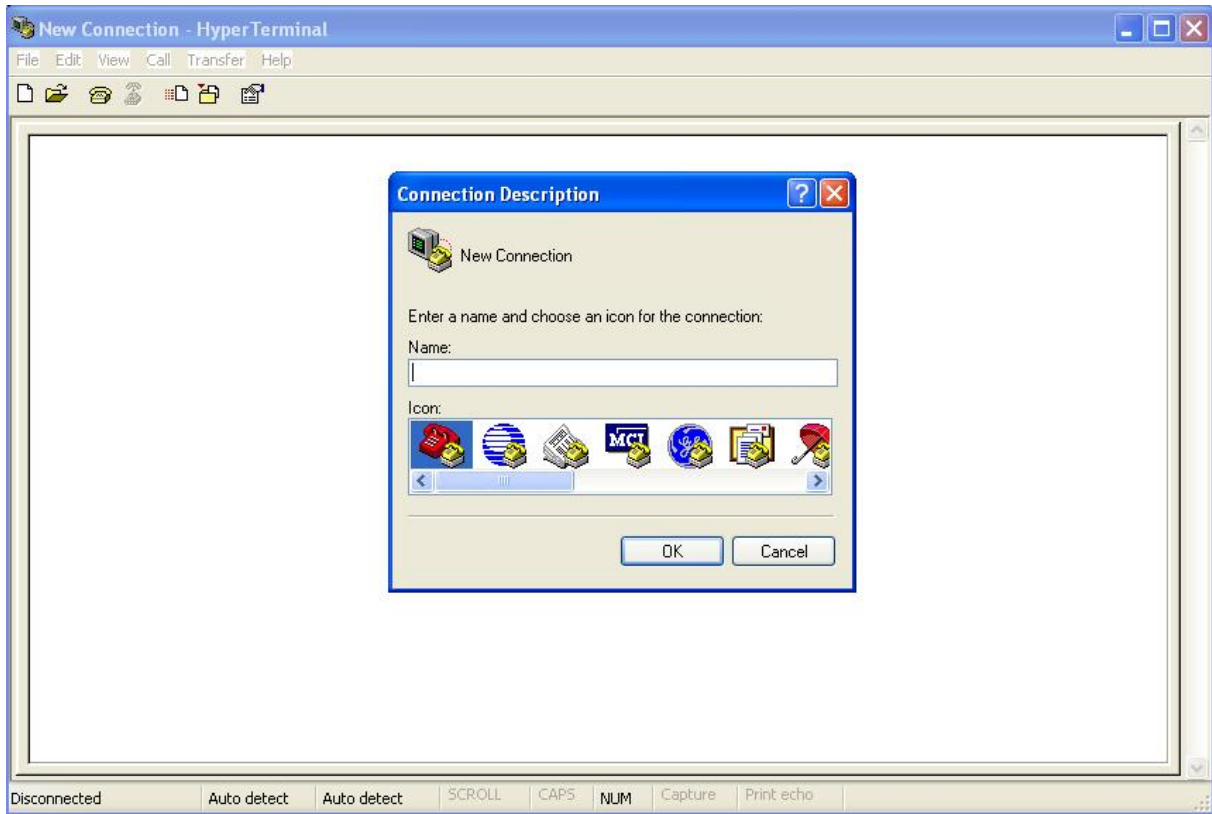 New Connection - HyperTerminal
File Edit View Call Transfer Help
Connection Description
New Connection
Enter a name and choose an icon for the connection:
Name:
Icon:
MCI
OK Cancel
Disconnected Auto detect Auto detect SCROLL CAPS NUM Capture Print echo